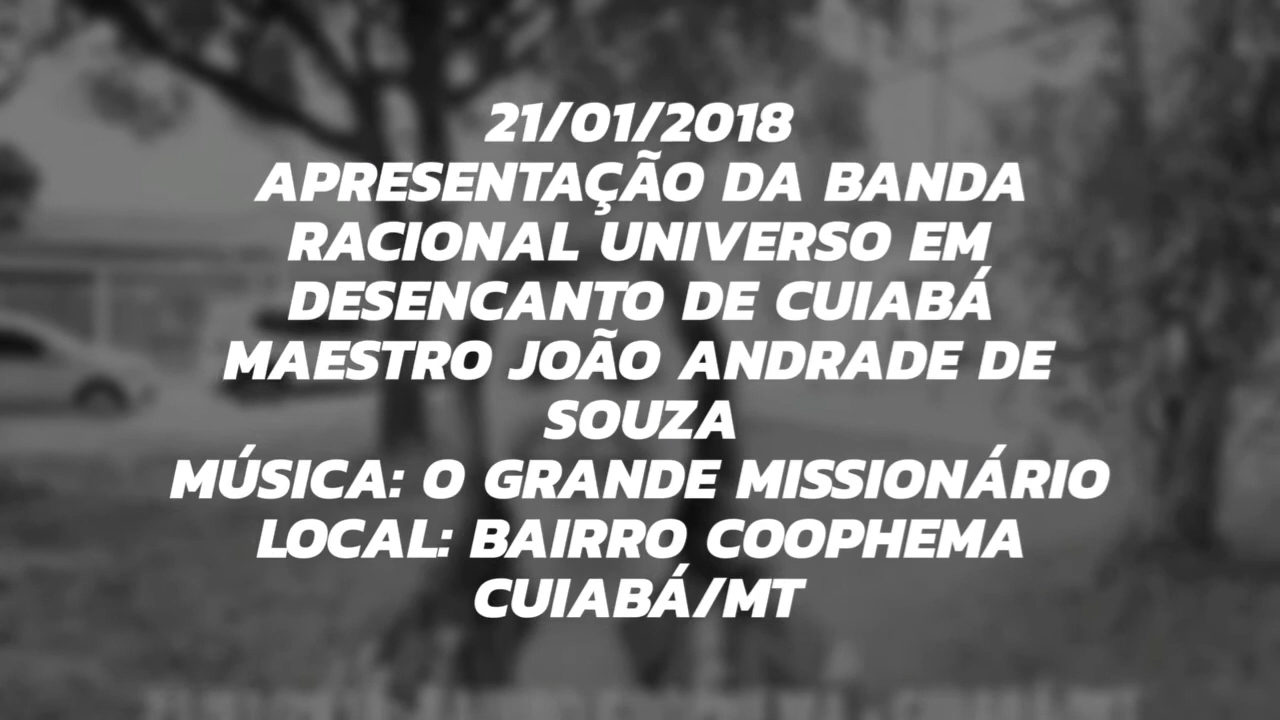 21/01/2018
APRESENTAÇÃO DA BANDA
RACIONAL UNIVERSO EM
DESENCANTO DE CUIABÁ
MAESTRO JOÃO ANDRADE DE
SOUZA
MÚSICA: O GRANDE MISSIONÁRIO
LOCAL: BAIRRO COOPHEMA
CUIABÁ/MT